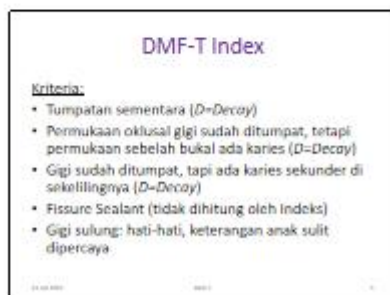 DMF-T Index
Kriteria:
• Tumpatan sementara (D=Decay)
• Permukaan oklusal gigi sudah ditumpat, tetapi
permukaan sebelah bukal ada karies (D=Decay)
• Gigi sudah ditumpat, tapi ada karies sekunder di
sekelilingnya (D=Decay)
• Fissure Sealant (tidak dihitung oleh indeks)
• Gigi sulung: hati-hati, keterangan anak sulit
dipercaya